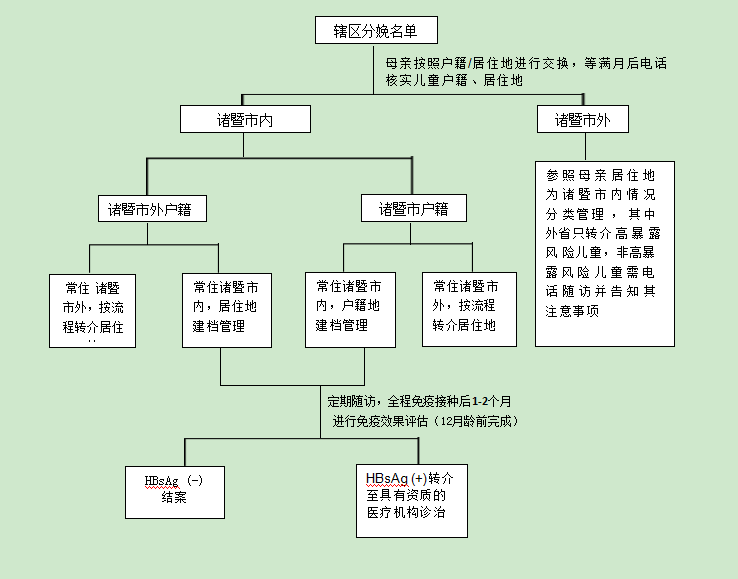 辖区分娩名单
母亲按照户籍/居住地进行交换，等满月后电话
核实儿童户籍、居住地
诸暨市内
诸暨市外
诸暨市外户籍
诸暨市户籍
常住 诸暨
市外，按流
程转介居住
常住诸暨市
内，居住地
建档管理
常住诸暨市
内，户籍地
建档管理
常住诸暨市
外，按流程
转介居住地
参照母亲居住地
为诸暨市内情况
分类管理，其中
外省只转介高暴露
风险儿童，非高暴
露风险儿童需电
话随访并告知其
注意事项
定期随访，全程免疫接种后1-2个月
进行免疫效果评估（12月龄前完成）
HBsAg (-)
结案
HBsAg (+)转介
至具有资质的
医疗机构诊治